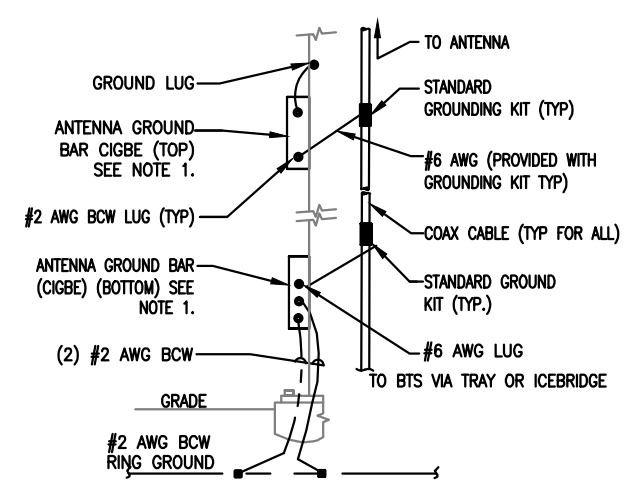 TO ANTENNA
GROUND LUG
STANDARD
GROUNDING KIT (TYP)
ANTENNA GROUND
BAR CIGBE (TOP)
SEE NOTE 1.
#6 AWG (PROVIDED WITH
GROUNDING KIT TYP)
#2 AWG BCW LUG (TYP)
COAX CABLE (TYP FOR ALL)
ANTENNA GROUND BAR
(CIGBE) (BOTTOM) SEE
NOTE 1.
STANDARD GROUND
KIT (TYP.)
(2) #2 AWG BCW
#6 AWG LUG
TO BTS VIA TRAY OR ICEBRIDGE
GRADE
#2 AWG BCW
RING GROUND